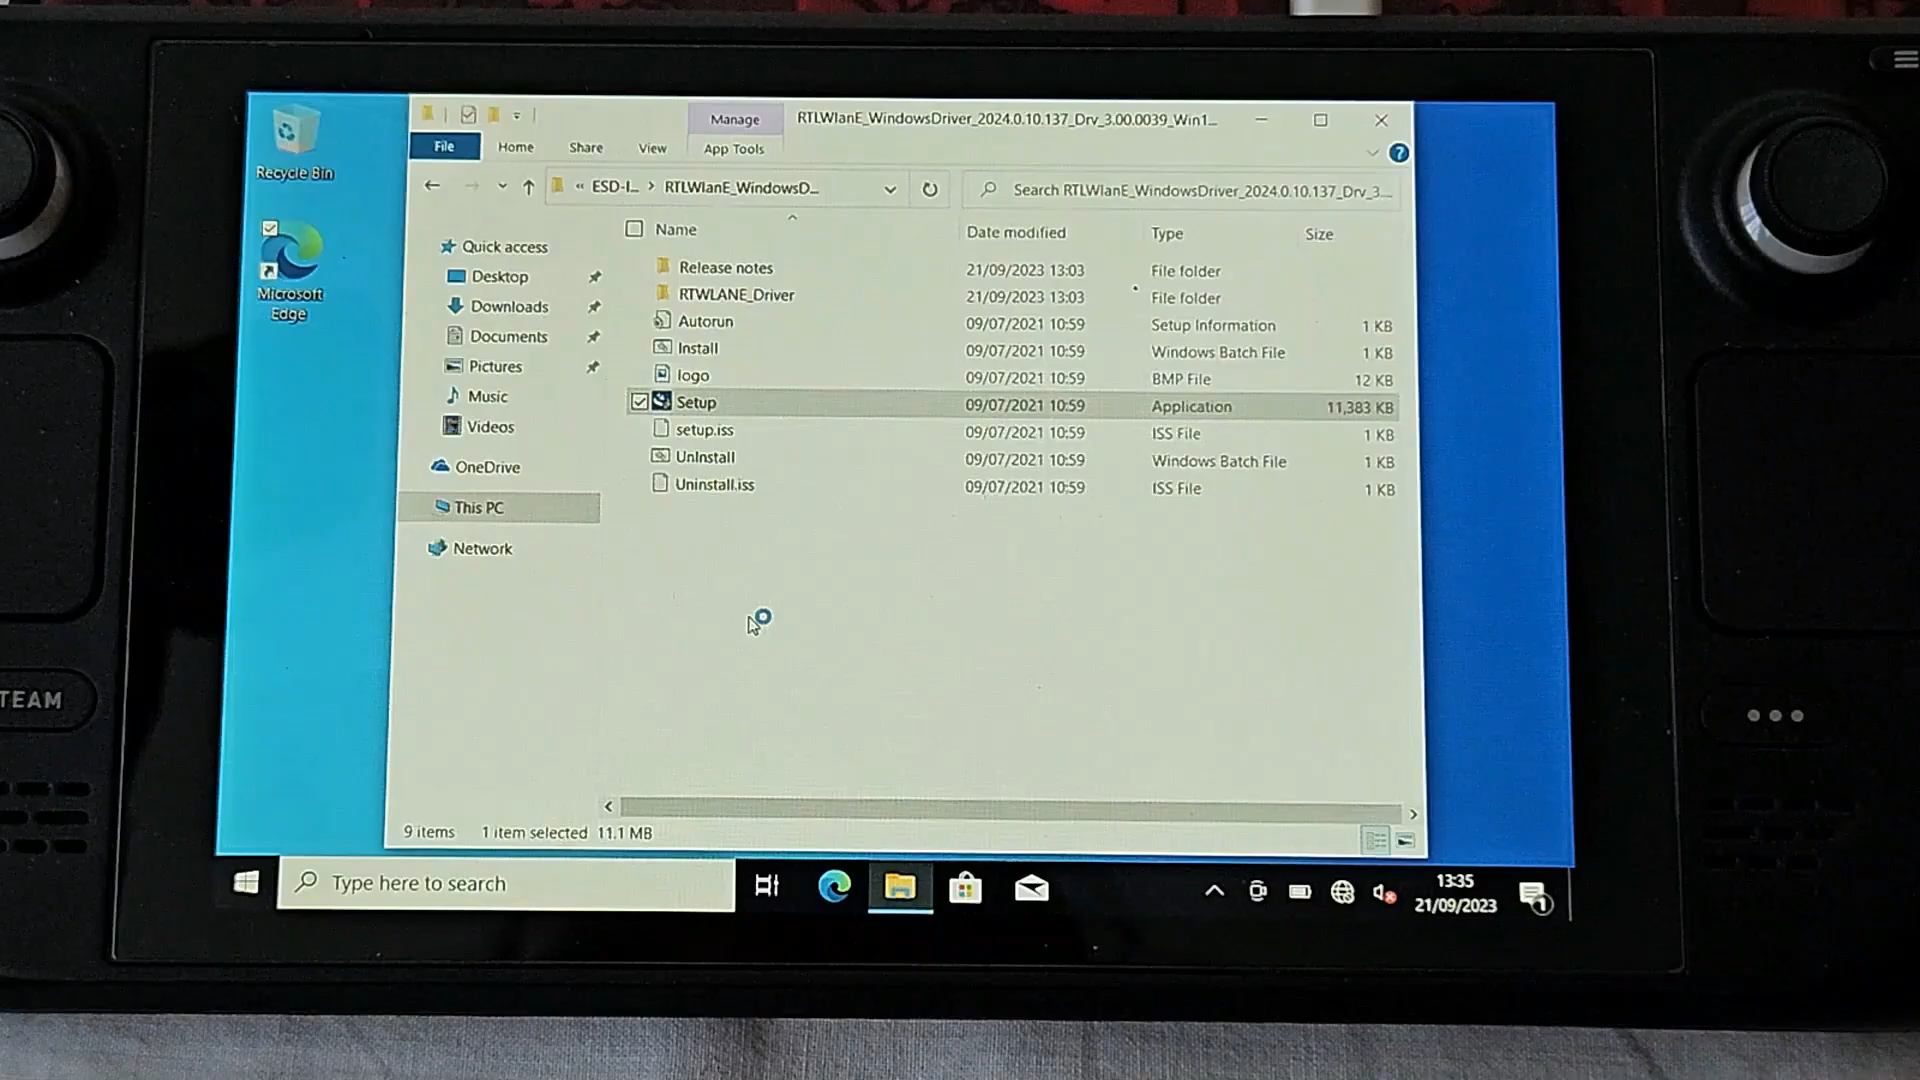 Recycle Bin
Microsoft
Edge
Manage
RTLWlanE_WindowsDriver_2024.0.10.137_Drv_3.00.0039_Win1...
File
Home
Share
View
App Tools
« ESD-I... > RTLWlanE_WindowsD...
Search RTLWlanE_WindowsDriver_2024.0.10.137_Drv_3....
Name
Date modified
Type
Size
Quick access
Desktop
Downloads
Documents
Pictures
Music
Videos
OneDrive
This PC
Network
Release notes 21/09/2023 13:03 File folder
RTWLANE_Driver 21/09/2023 13:03 File folder
Autorun 09/07/2021 10:59 Setup Information 1 KB
Install 09/07/2021 10:59 Windows Batch File 1 KB
logo 09/07/2021 10:59 BMP File 12 KB
Setup 09/07/2021 10:59 Application 11,383 KB
setup.iss 09/07/2021 10:59 ISS File 1 KB
UnInstall 09/07/2021 10:59 Windows Batch File 1 KB
Uninstall.iss 09/07/2021 10:59 ISS File 1 KB
9 items 1 item selected 11.1 MB
TEAM
Type here to search
13:35
21/09/2023
1